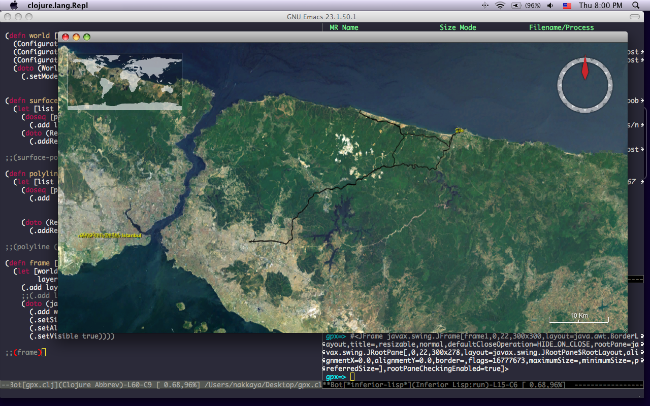 clojure.lang.Repl
(96%)
Thu 8:00 PM
GNU Emacs 23.1.50.1
MR Name Size Mode Filename/Process
(defn world [
(Configurati
(Configurati
(Configurati
(doto (Worl
(.setMode
(defn surface
(let [list
(doseq [p
(.add l
(doto (Re
(.addRe
;;(surface-po
(defn polylin
(let [list
(doseq [p
(.add
(doto (Re
(.addRe
;;(polyline (
(defn frame [
(let [world
laye
(.add lay
;;(.add l
(doto (ja
(.add w
(.setSi
(.setAl
(.setVisible true))))
;;(frame)
10 Km
gpx=> #<JFrame javax.swing.JFrame[frame1,0,22,300x300,layout=java.awt.BorderL
ayout,title=,resizable,normal,defaultCloseOperation=HIDE_ON_CLOSE,rootPane=ja
vax.swing.JRootPane[,0,22,300x278,layout=javax.swing.JRootPane$RootLayout,ali
gnmentX=0.0,alignmentY=0.0,border=,flags=16777673,maximumSize=,minimumSize=,p
referredSize=],rootPaneCheckingEnabled=true]>
gpx=>
[gpx.clj](Clojure Abbrev)-L60-C9 [ 0.68,96%] /Users/nakkaya/Desktop/gpx.cl
*inferior-lisp*](Inferior Lisp:run)-L15-C6 [ 0.68,96%]